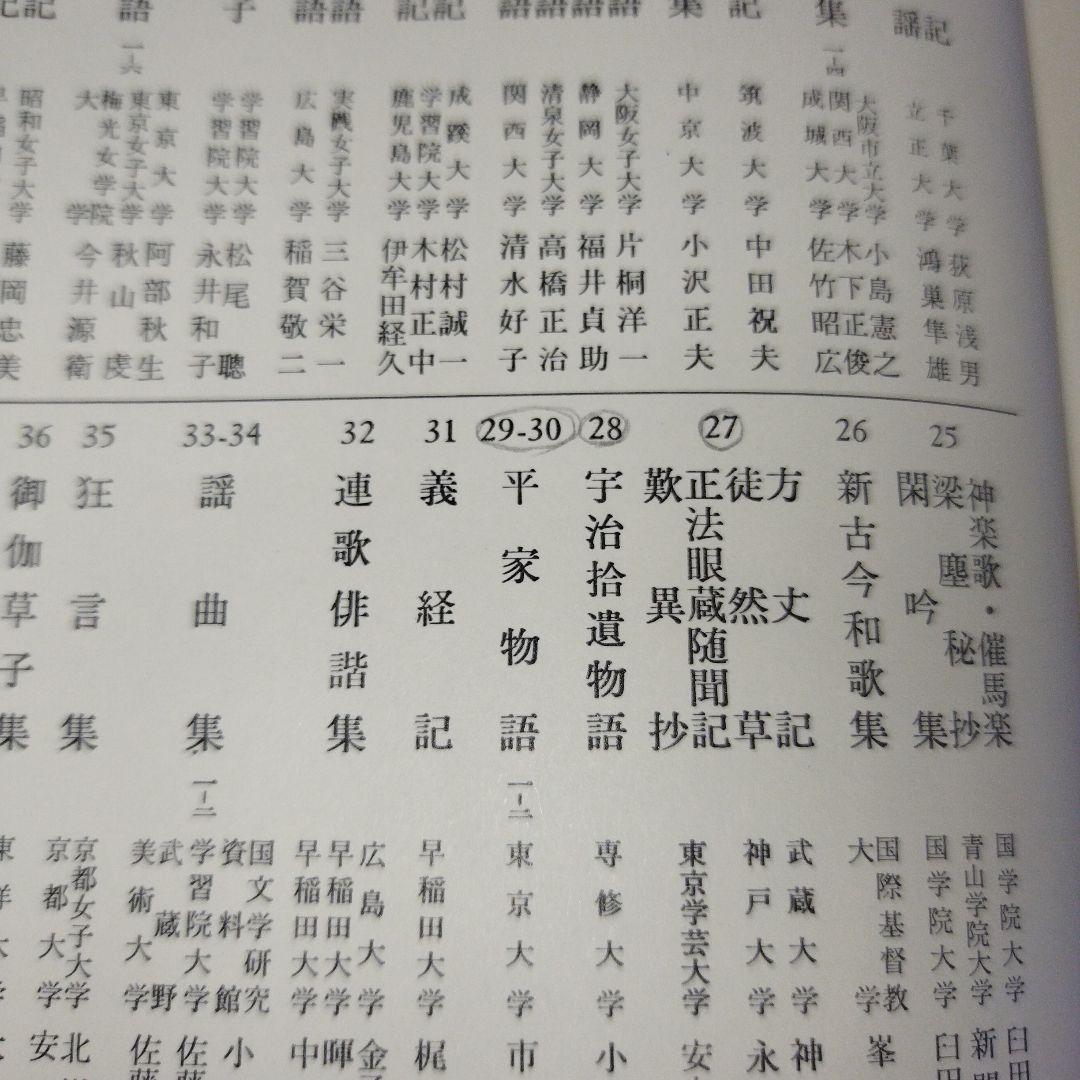 謡記
集
一–四
記
集
語語語語
記記
語語
子
語
一–六
記記
千葉大学 荻原浅男
立正大学 鴻巣隼雄
大阪市立大学 小島憲之
関西大学 木下正俊
成城大学 佐竹昭広
筑波大学 中田祝夫
中京大学 小沢正夫
大阪女子大学 片桐洋一
静岡大学 福井貞助
清泉女子大学 高橋正治
関西大学 清水好子
成蹊大学 松村誠一
学習院大学 木村正中
鹿児島大学 伊牟田経久
実践女子大学 三谷栄一
広島大学 稲賀敬二
学習院大学 松尾聰
学習院大学 永井和子
東京大学 阿部秋生
東京女子大学 秋山虔
梅光女学院大学 今井源衛
昭和女子大学 藤岡忠美
25
神楽歌・催馬楽
梁塵秘抄
閑吟集
国学院大学 臼田
青山学院大学 新
国学院大学 臼田
26
新古今和歌集
国際基督教大学 峯
27
方丈記
徒然草
正法眼蔵随聞記
歎異抄
武蔵大学 神
神戸大学 永
東京学芸大学 安
28
宇治拾遺物語
専修大学 小
29-30
平家物語
一–二
東京大学 市
31
義経記
早稲田大学 梶
32
連歌俳諧集
広島大学 金子
早稲田大学 暉
早稲田大学 中
33-34
謡曲集
一–二
国文学研究資料館 小
学習院大学 佐藤
武蔵野美術大学 佐藤
35
狂言集
京都女子大学 北
京都大学 安
36
御伽草子集
東洋大学